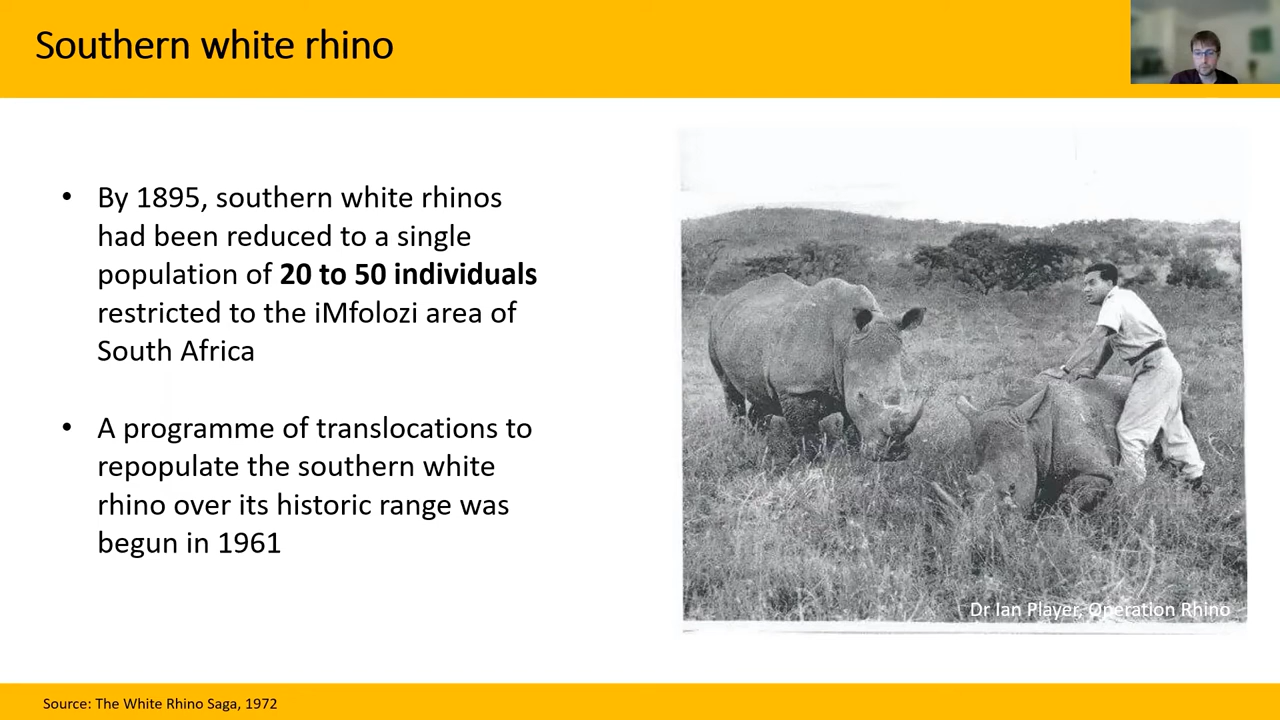 Southern white rhino
• By 1895, southern white rhinos
had been reduced to a single
population of 20 to 50 individuals
restricted to the iMfolozi area of
South Africa
• A programme of translocations to
repopulate the southern white
rhino over its historic range was
begun in 1961
Dr Ian Player, Operation Rhino
Source: The White Rhino Saga, 1972